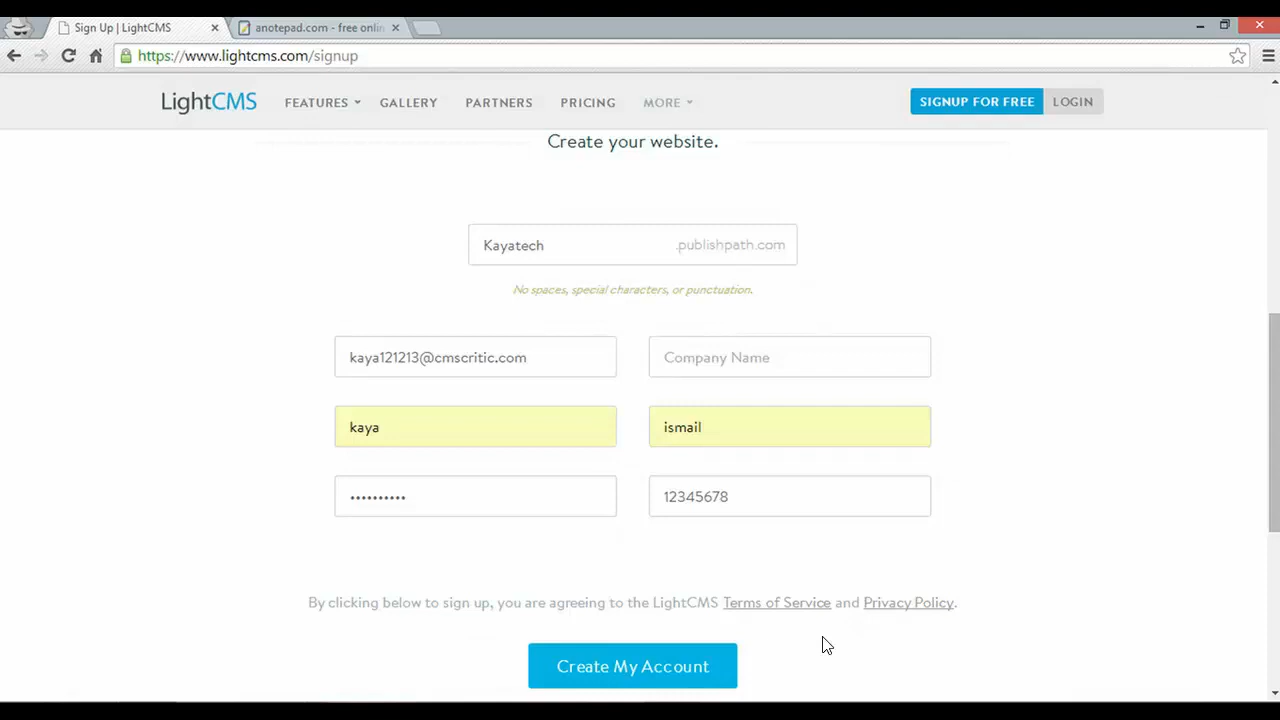 Sign Up | LightCMS
anotepad.com - free onlin
https://www.lightcms.com/signup
LightCMS FEATURES GALLERY PARTNERS PRICING MORE SIGNUP FOR FREE LOGIN
Create your website.
Kayatech .publishpath.com
No spaces, special characters, or punctuation.
kaya121213@cmscritic.com Company Name
kaya ismail
•••••••••• 12345678
By clicking below to sign up, you are agreeing to the LightCMS Terms of Service and Privacy Policy.
Create My Account